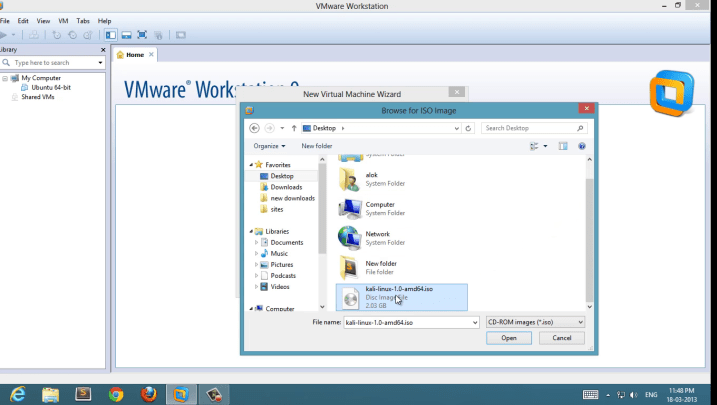 VMware Workstation
File Edit View VM Tabs Help
Library
Type here to search
My Computer
Ubuntu 64-bit
Shared VMs
Home
VMware® Workstation 9
New Virtual Machine Wizard
Browse for ISO Image
Desktop
Search Desktop
Organize New folder
Favorites
Desktop
Downloads
new downloads
sites
Libraries
Documents
Music
Pictures
Podcasts
Videos
Computer
System Folder
alok
System Folder
Computer
System Folder
Network
System Folder
New folder
File folder
kali-linux-1.0-amd64.iso
Disc Image File
2.03 GB
File name: kali-linux-1.0-amd64.iso CD-ROM images (*.iso)
Open Cancel
ENG 11:48 PM
18-03-2013